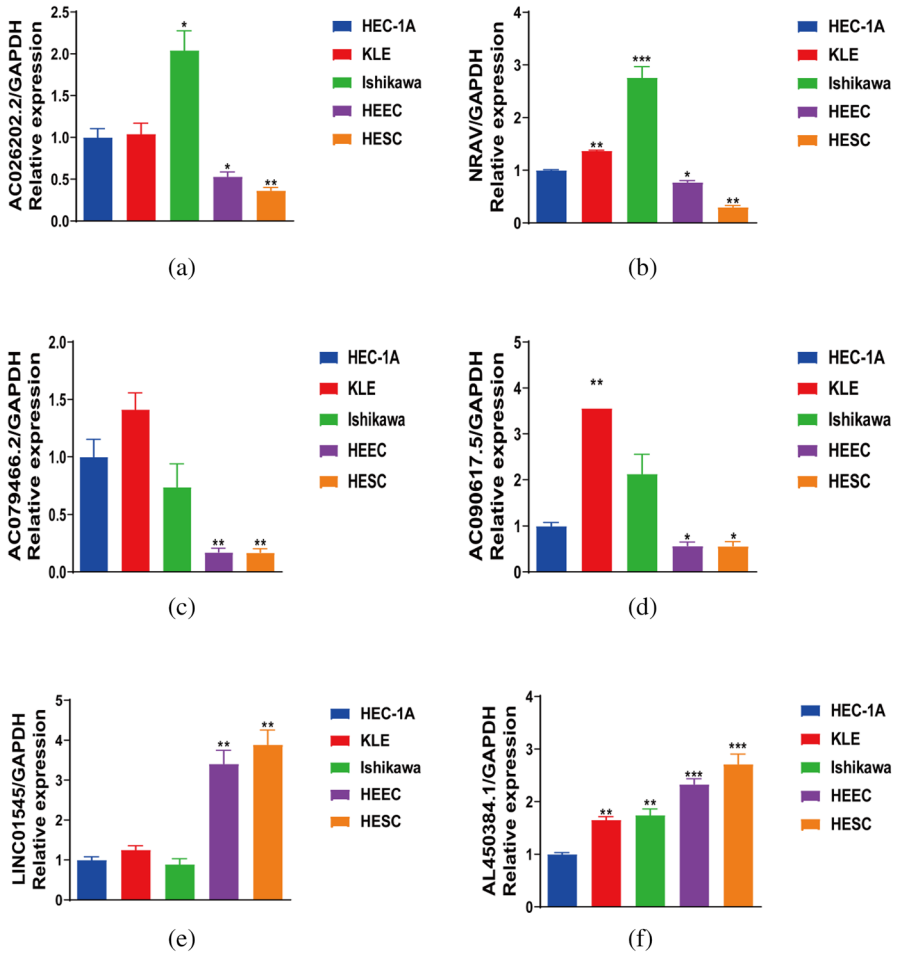 AC026202.2/GAPDH
Relative expression
2.5
2.0
1.5
1.0
0.5
0.0
*
*
**
HEC-1A
KLE
Ishikawa
HEEC
HESC
(a)
NRAV/GAPDH
Relative expression
4
3
2
1
0
**
***
*
**
HEC-1A
KLE
Ishikawa
HEEC
HESC
(b)
AC079466.2/GAPDH
Relative expression
2.0
1.5
1.0
0.5
0.0
**
**
HEC-1A
KLE
Ishikawa
HEEC
HESC
(c)
AC090617.5/GAPDH
Relative expression
5
4
3
2
1
0
**
*
*
HEC-1A
KLE
Ishikawa
HEEC
HESC
(d)
LINC01545/GAPDH
Relative expression
5
4
3
2
1
0
**
**
HEC-1A
KLE
Ishikawa
HEEC
HESC
(e)
AL450384.1/GAPDH
Relative expression
4
3
2
1
0
**
**
***
***
HEC-1A
KLE
Ishikawa
HEEC
HESC
(f)